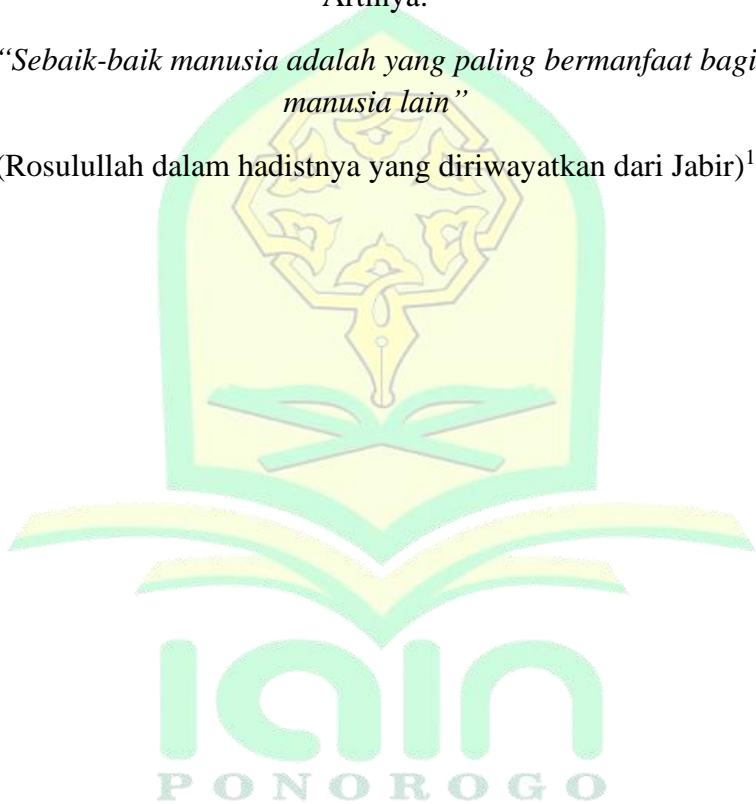 Artinya:
“Sebaik-baik manusia adalah yang paling bermanfaat bagi
manusia lain”
(Rosulullah dalam hadistnya yang diriwayatkan dari Jabir)1
iain
PONOROGO